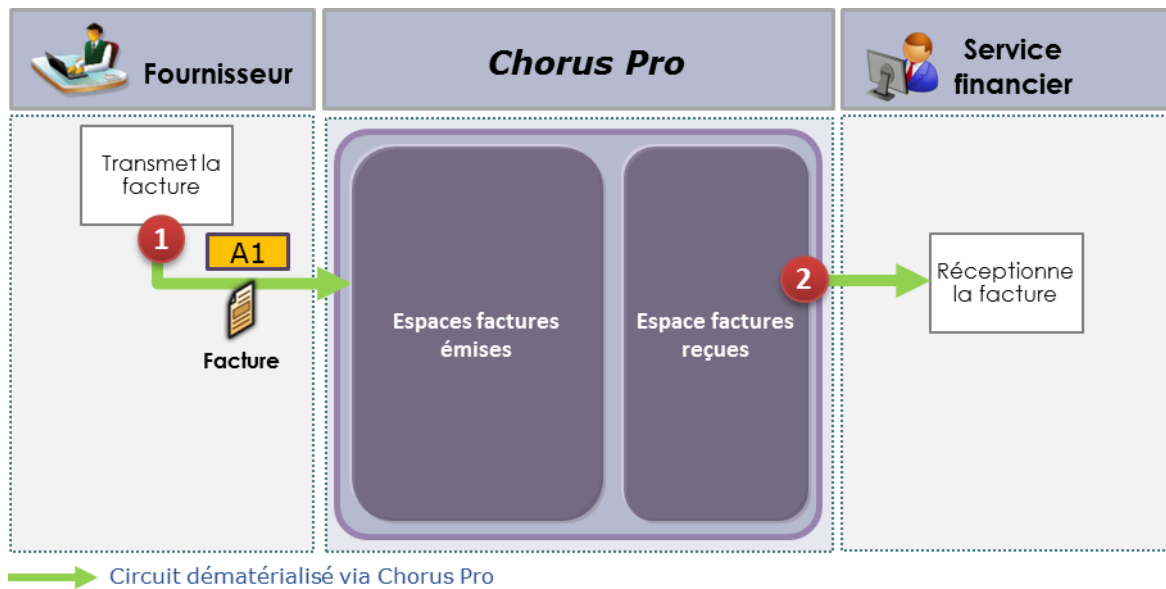 Fournisseur
Chorus Pro
Service
financier
Transmet la
facture
1
A1
Facture
Espaces factures
émises
Espace factures
reçues
2
Réceptionne
la facture
Circuit dématérialisé via Chorus Pro